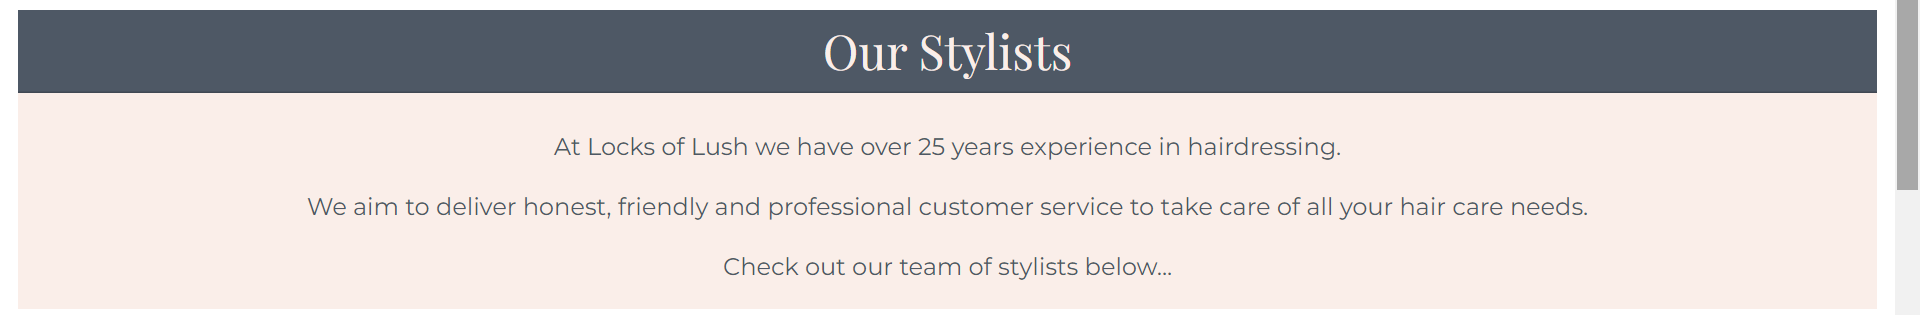 Our Stylists
At Locks of Lush we have over 25 years experience in hairdressing.
We aim to deliver honest, friendly and professional customer service to take care of all your hair care needs.
Check out our team of stylists below...